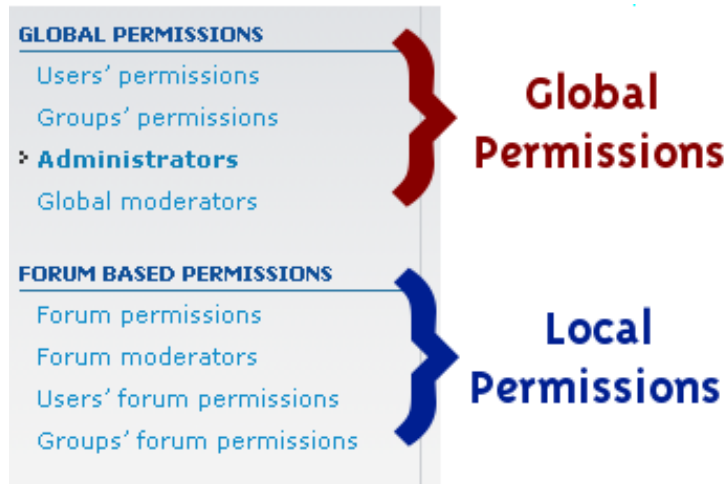 GLOBAL PERMISSIONS
Users' permissions
Groups' permissions
Administrators
Global moderators
Global
Permissions
FORUM BASED PERMISSIONS
Forum permissions
Forum moderators
Users' forum permissions
Groups' forum permissions
Local
Permissions